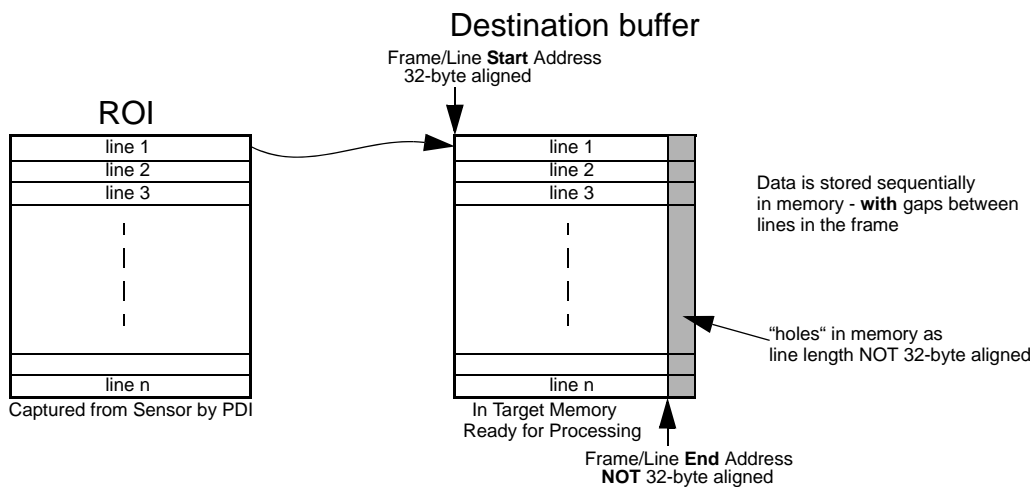 Destination buffer
Frame/Line Start Address
32-byte aligned
ROI
line 1
line 2
line 3
line n
Captured from Sensor by PDI
line 1
line 2
line 3
line n
In Target Memory
Ready for Processing
Data is stored sequentially
in memory - with gaps between
lines in the frame
“holes“ in memory as
line length NOT 32-byte aligned
Frame/Line End Address
NOT 32-byte aligned